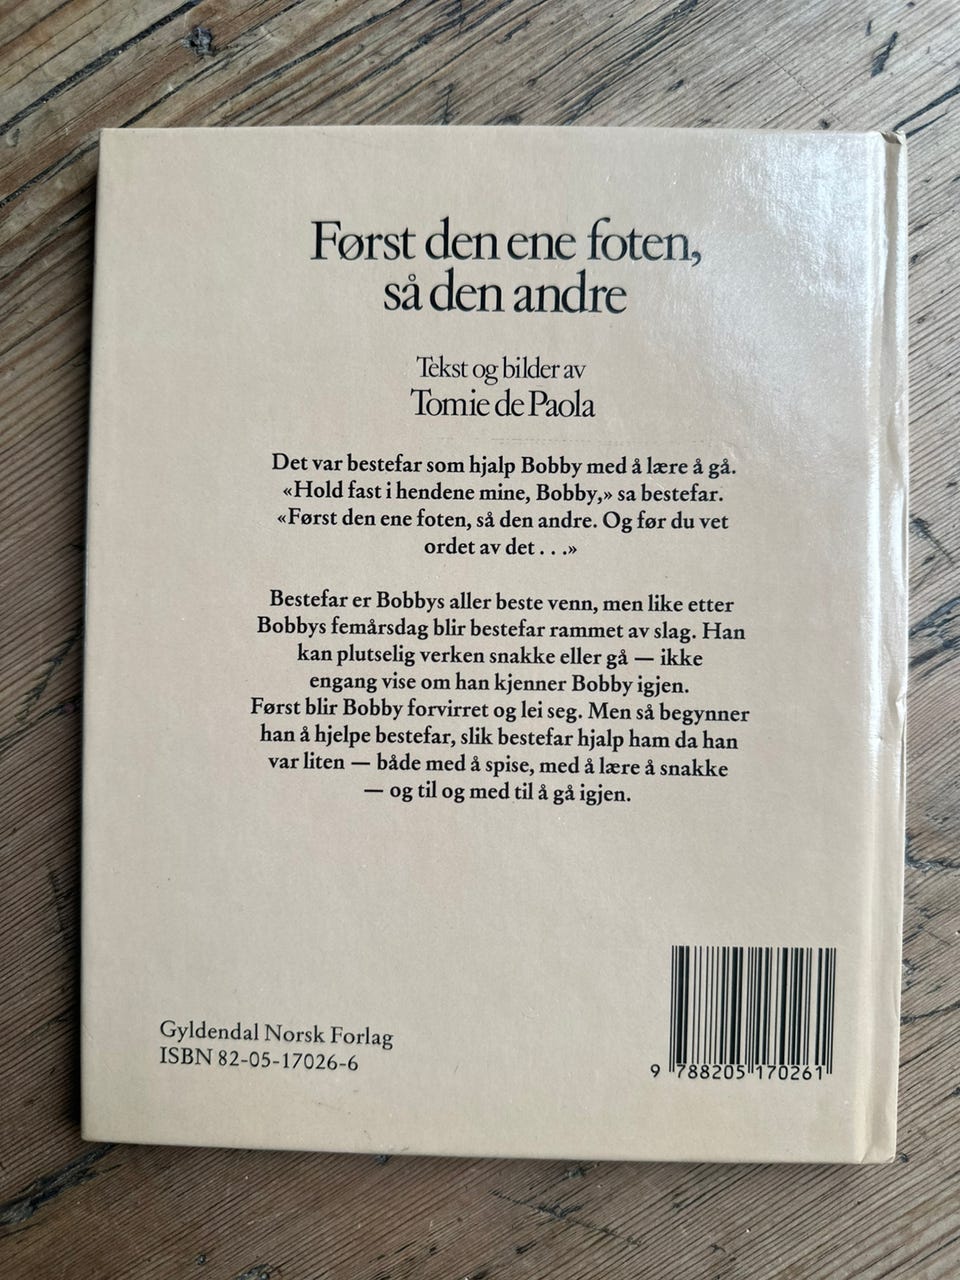 Først den ene foten,
så den andre
Tekst og bilder av
Tomie de Paola
Det var bestefar som hjalp Bobby med å lære å gå.
«Hold fast i hendene mine, Bobby,» sa bestefar.
«Først den ene foten, så den andre. Og før du vet
ordet av det . . .»
Bestefar er Bobbys aller beste venn, men like etter
Bobbys femårsdag blir bestefar rammet av slag. Han
kan plutselig verken snakke eller gå — ikke
engang vise om han kjenner Bobby igjen.
Først blir Bobby forvirret og lei seg. Men så begynner
han å hjelpe bestefar, slik bestefar hjalp ham da han
var liten — både med å spise, med å lære å snakke
— og til og med til å gå igjen.
Gyldendal Norsk Forlag
ISBN 82-05-17026-6
9 788205 170261